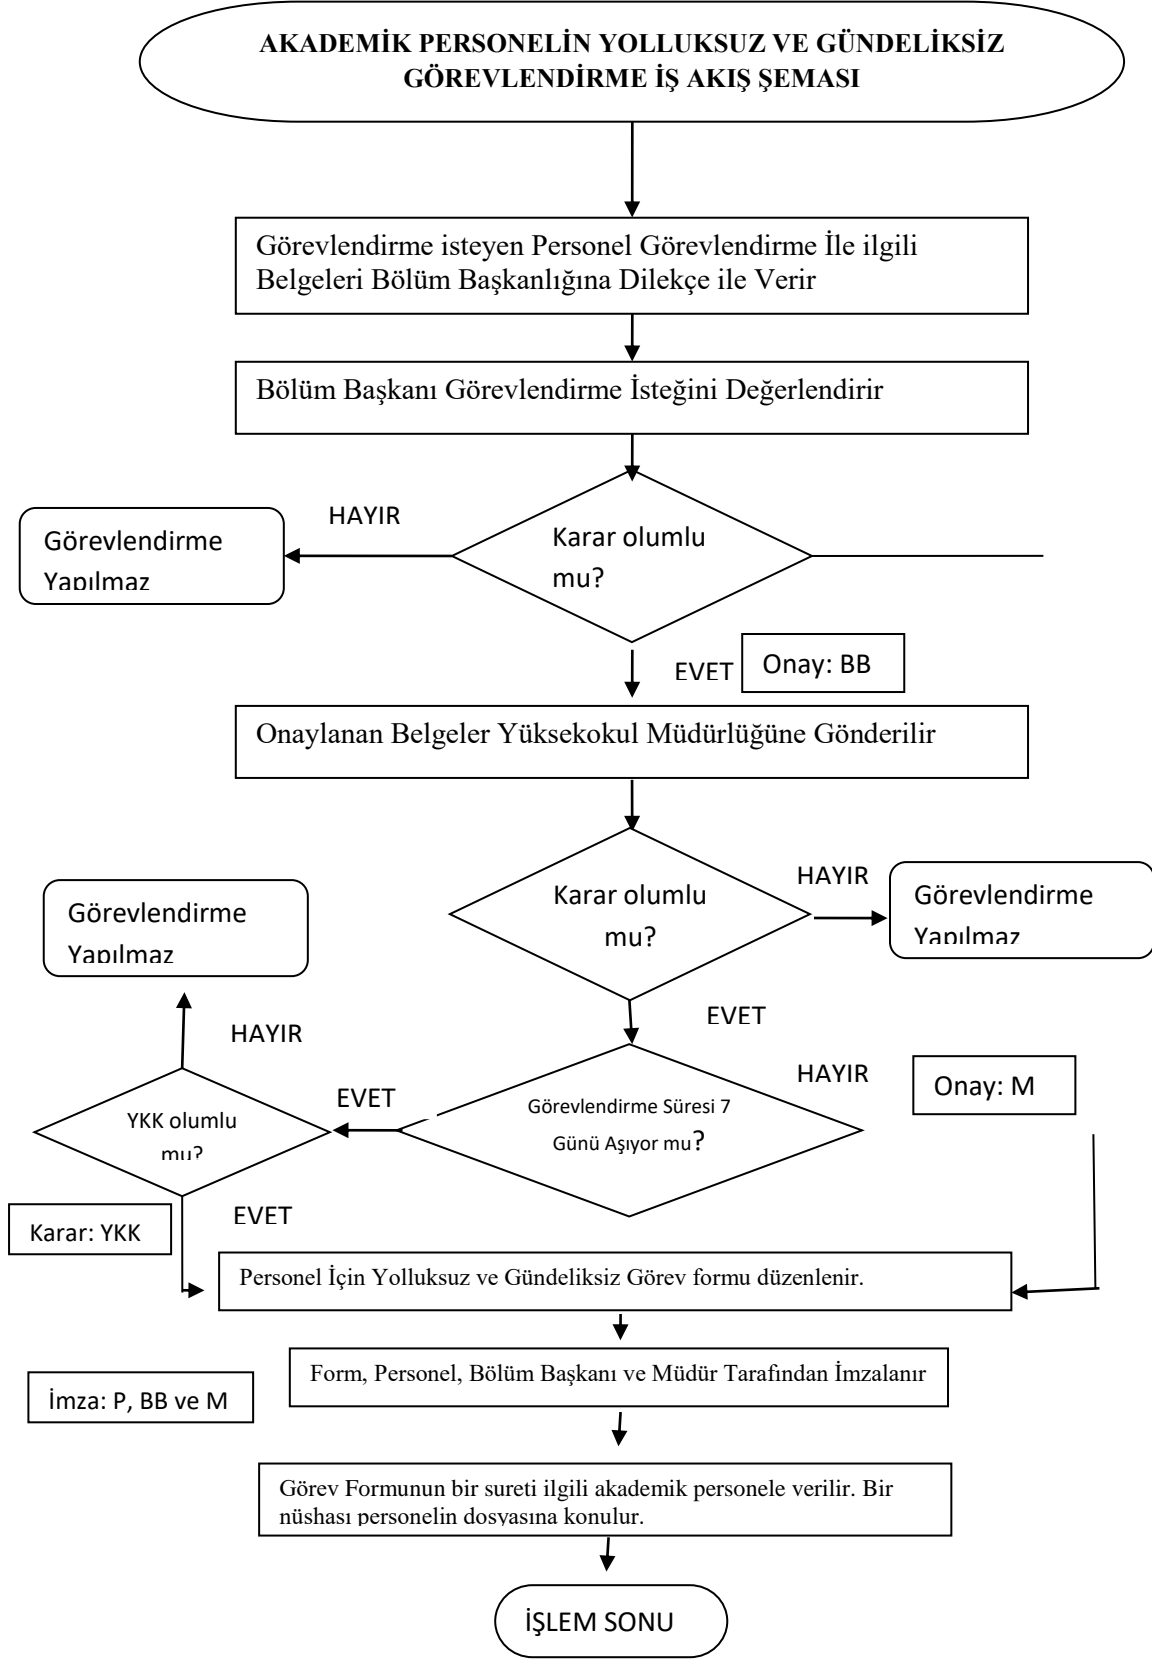 AKADEMİK PERSONELİN YOLLUKSUZ VE GÜNDELİKSİZ
GÖREVLENDİRME İŞ AKIŞ ŞEMASI
Görevlendirme isteyen Personel Görevlendirme İle ilgili
Belgeleri Bölüm Başkanlığına Dilekçe ile Verir
Bölüm Başkanı Görevlendirme İsteğini Değerlendirir
HAYIR
Görevlendirme
Yapılmaz
Karar olumlu
mu?
EVET
Onay: BB
Onaylanan Belgeler Yüksekokul Müdürlüğüne Gönderilir
Karar olumlu
mu?
HAYIR
Görevlendirme
Yapılmaz
Görevlendirme
Yapılmaz
EVET
HAYIR
HAYIR
Onay: M
EVET
Görevlendirme Süresi 7
Günü Aşıyor mu?
YKK olumlu
mu?
EVET
Karar: YKK
Personel İçin Yolluksuz ve Gündeliksiz Görev formu düzenlenir.
Form, Personel, Bölüm Başkanı ve Müdür Tarafından İmzalanır
İmza: P, BB ve M
Görev Formunun bir sureti ilgili akademik personele verilir. Bir
nüshası personelin dosyasına konulur.
İŞLEM SONU